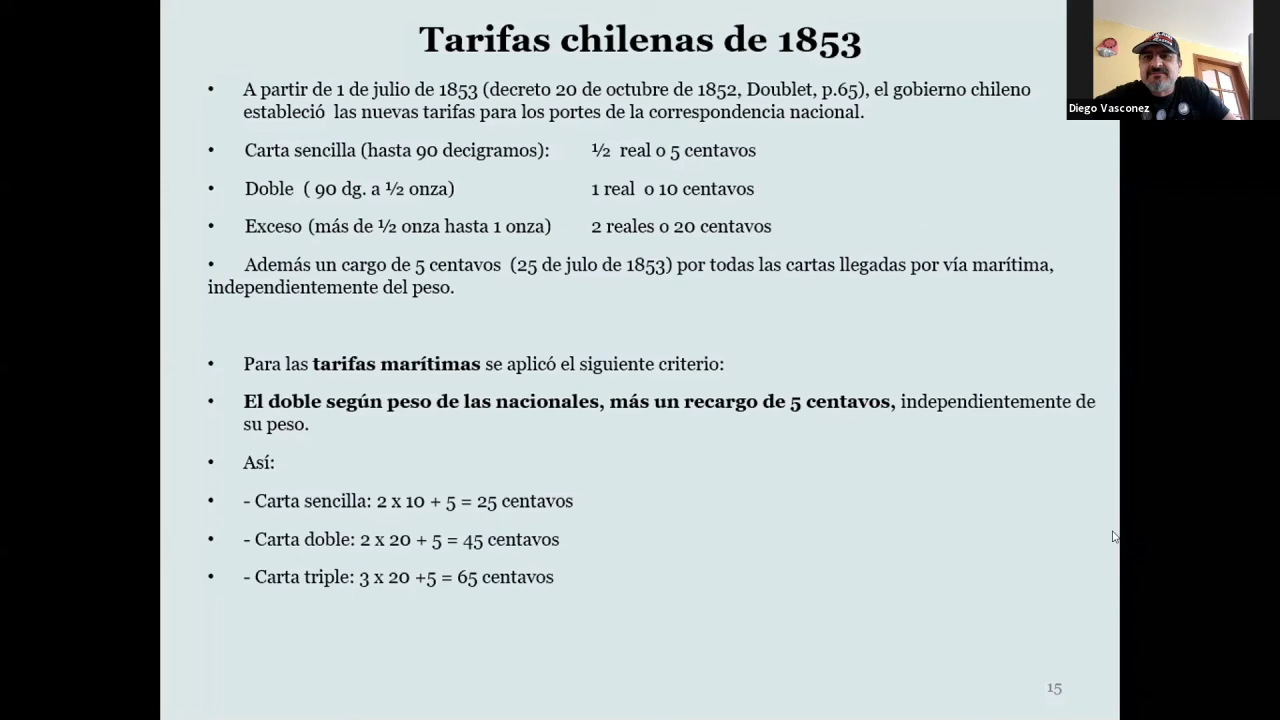 Tarifas chilenas de 1853
• A partir de 1 de julio de 1853 (decreto 20 de octubre de 1852, Doublet, p.65), el gobierno chileno
estableció las nuevas tarifas para los portes de la correspondencia nacional.
• Carta sencilla (hasta 90 decigramos): ½ real o 5 centavos
• Doble ( 90 dg. a ½ onza) 1 real o 10 centavos
• Exceso (más de ½ onza hasta 1 onza) 2 reales o 20 centavos
• Además un cargo de 5 centavos (25 de julo de 1853) por todas las cartas llegadas por vía marítima,
independientemente del peso.
• Para las tarifas marítimas se aplicó el siguiente criterio:
• El doble según peso de las nacionales, más un recargo de 5 centavos, independientemente de
su peso.
• Así:
• - Carta sencilla: 2 x 10 + 5 = 25 centavos
• - Carta doble: 2 x 20 + 5 = 45 centavos
• - Carta triple: 3 x 20 +5 = 65 centavos
15
Diego Vasconez